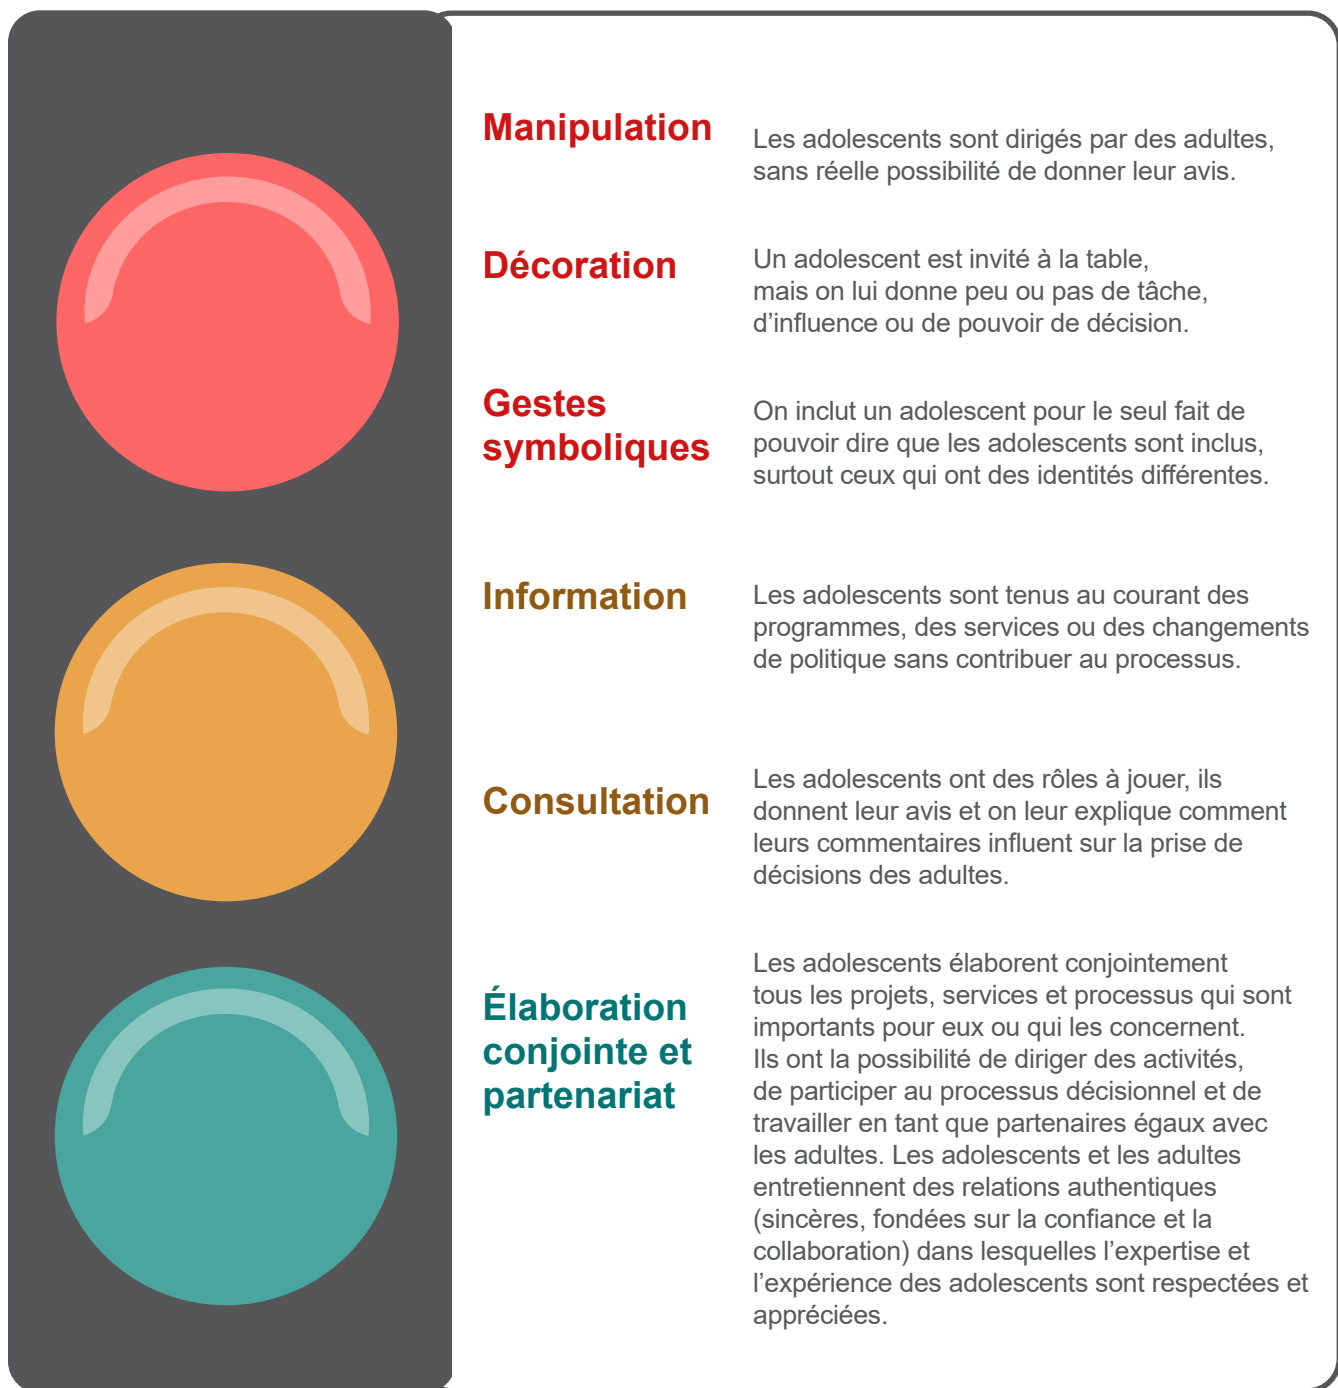 Manipulation
Les adolescents sont dirigés par des adultes,
sans réelle possibilité de donner leur avis.
Décoration
Un adolescent est invité à la table,
mais on lui donne peu ou pas de tâche,
d’influence ou de pouvoir de décision.
Gestes
symboliques
On inclut un adolescent pour le seul fait de
pouvoir dire que les adolescents sont inclus,
surtout ceux qui ont des identités différentes.
Information
Les adolescents sont tenus au courant des
programmes, des services ou des changements
de politique sans contribuer au processus.
Consultation
Les adolescents ont des rôles à jouer, ils
donnent leur avis et on leur explique comment
leurs commentaires influent sur la prise de
décisions des adultes.
Élaboration
conjointe et
partenariat
Les adolescents élaborent conjointement
tous les projets, services et processus qui sont
importants pour eux ou qui les concernent.
Ils ont la possibilité de diriger des activités,
de participer au processus décisionnel et de
travailler en tant que partenaires égaux avec
les adultes. Les adolescents et les adultes
entretiennent des relations authentiques
(sincères, fondées sur la confiance et la
collaboration) dans lesquelles l’expertise et
l’expérience des adolescents sont respectées et
appréciées.